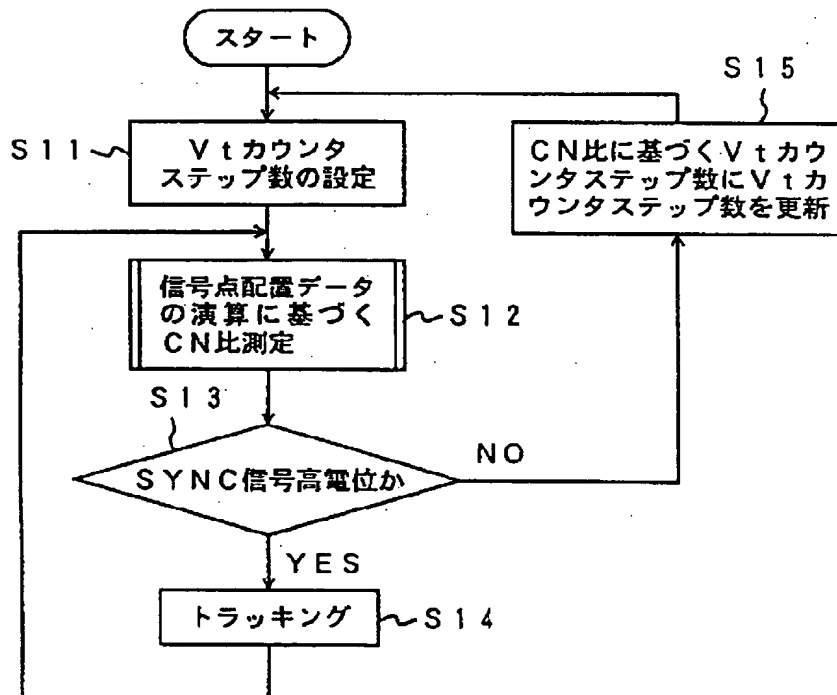 スタート
S15
S11
Vtカウンタ
ステップ数の設定
CN比に基づくVtカウ
ンタステップ数にVtカ
ウンタステップ数を更新
信号点配置データ
の演算に基づく
CN比測定
S12
S13
SYNC信号高電位か
NO
YES
トラッキング
S14